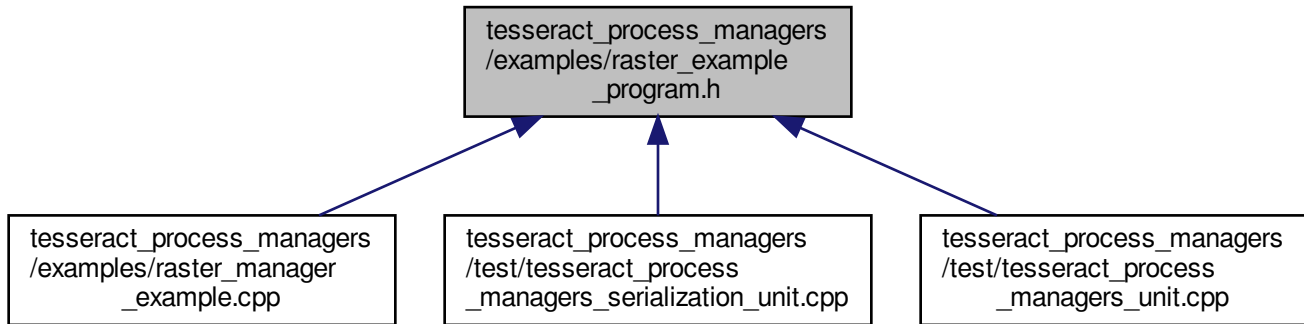 tesseract_process_managers
/examples/raster_example
_program.h
tesseract_process_managers
/examples/raster_manager
_example.cpp
tesseract_process_managers
/test/tesseract_process
_managers_serialization_unit.cpp
tesseract_process_managers
/test/tesseract_process
_managers_unit.cpp